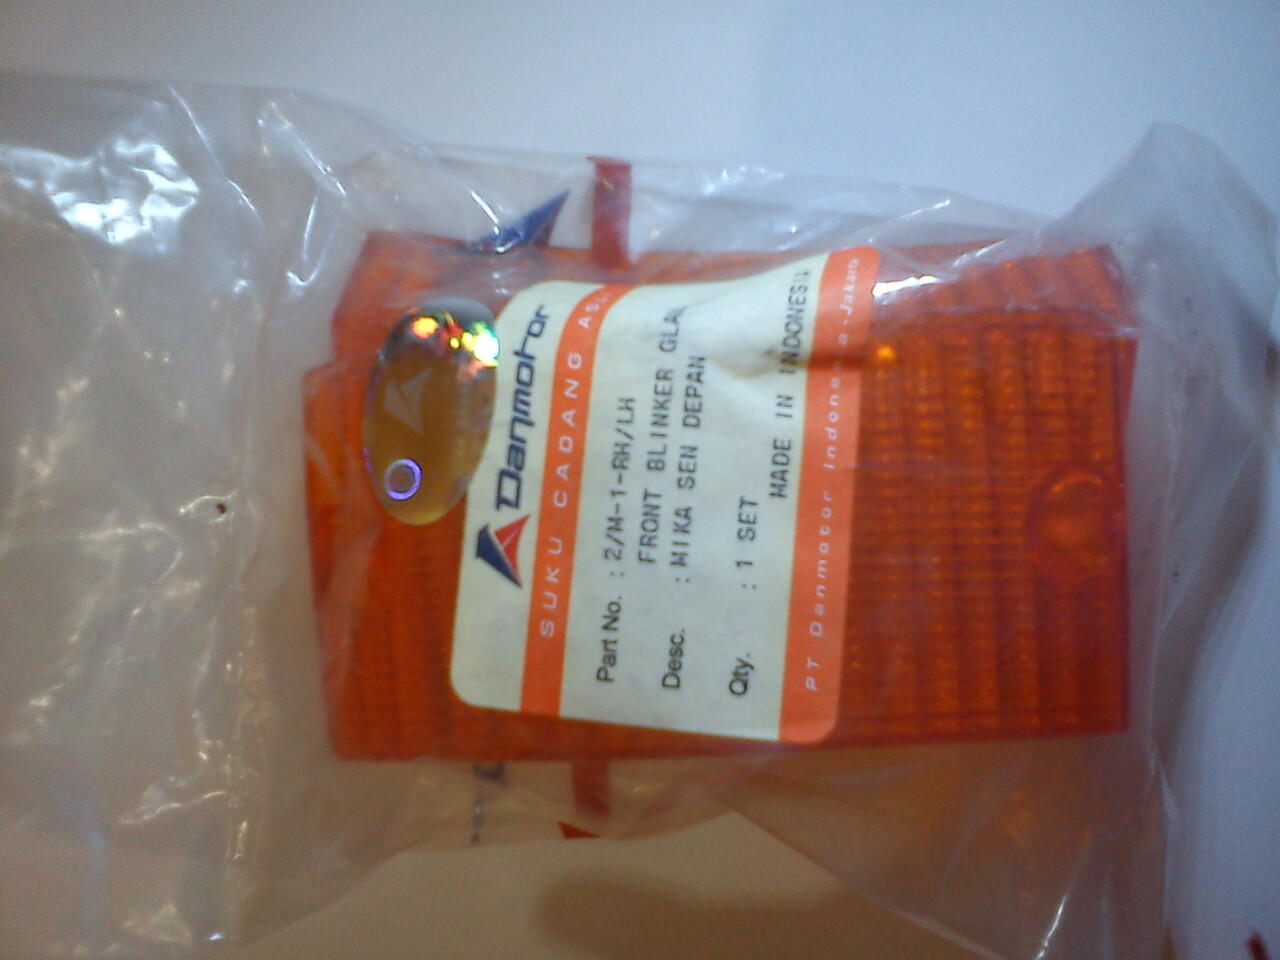 Danmotor
SUKU CADANG ASL
Part No. : 2/M-1-RH/LH
FRONT BLINKER GLA
Desc. : MIKA SEN DEPAN
Qty. : 1 SET
MADE IN INDONESIA
PT Danmotor Indone a - Jakarta